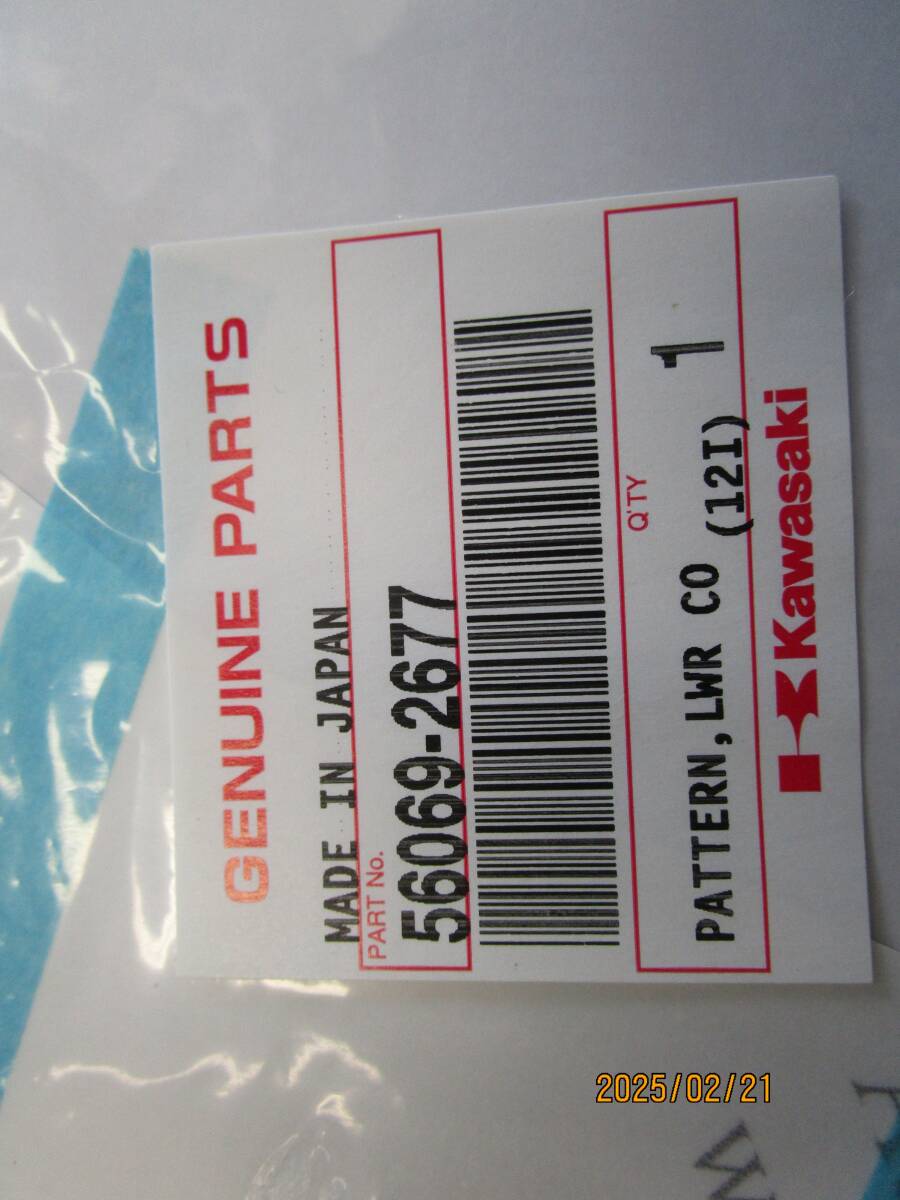 GENUINE PARTS
MADE IN JAPAN
PART No.
56069-2677
Q'TY
PATTERN,LWR CO (12I) 1
Kawasaki
2025/02/21